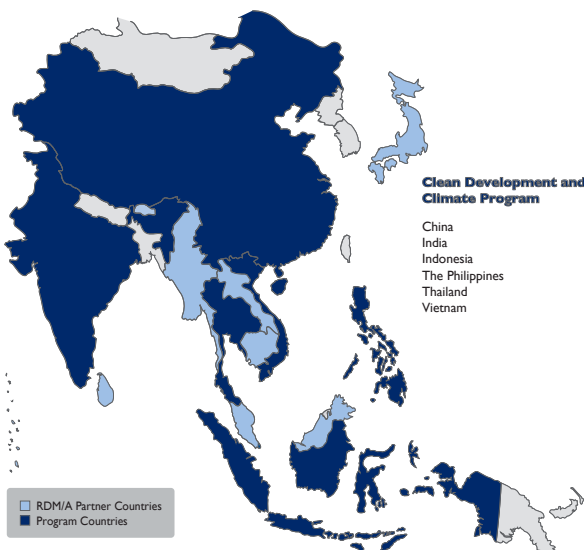 Clean Development and
Climate Program
China
India
Indonesia
The Philippines
Thailand
Vietnam
RDM/A Partner Countries
Program Countries